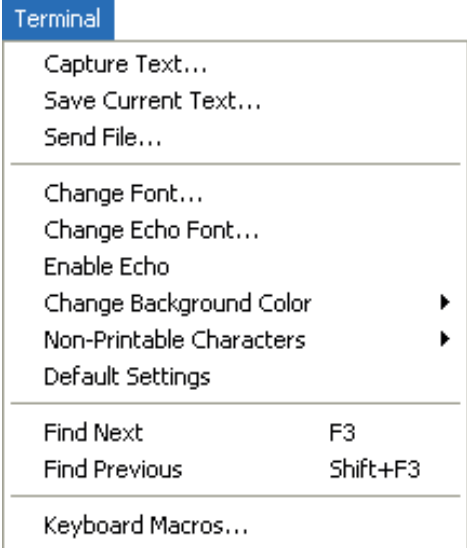 Terminal
Capture Text...
Save Current Text...
Send File...
Change Font...
Change Echo Font...
Enable Echo
Change Background Color
Non-Printable Characters
Default Settings
Find Next F3
Find Previous Shift+F3
Keyboard Macros...